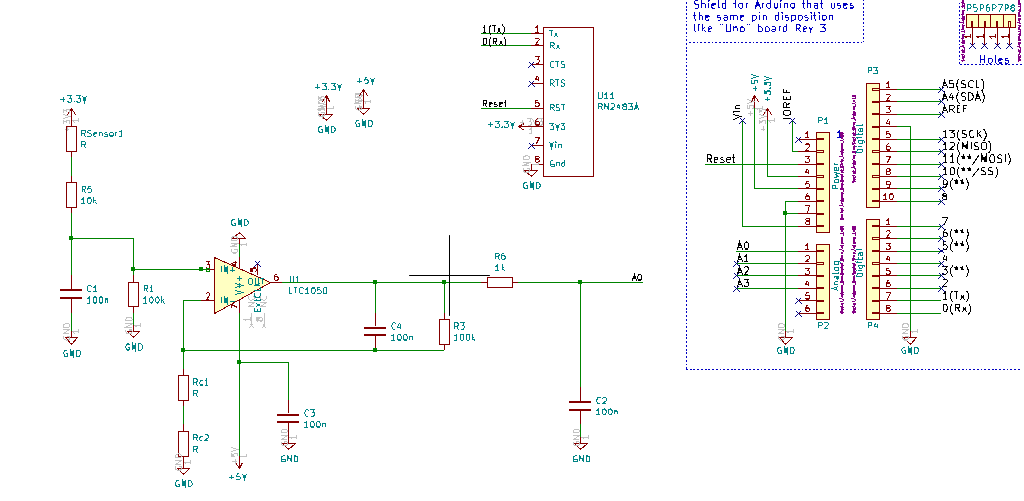 Shield for Arduino that uses
the same pin disposition
like "Uno" board Rey 3
P5P6P7P8
1 1 1 1
Holes
1(Tx)
0(Rx)
Reset
+3.3V
1 Tx
2 Rx
3 CTS
4 RTS
5 RST
6 3V3
7 Vin
8 Gnd
U11
RN2483A
GND
+3.3V
GND
+5V
GND
+3.3V
RSensor1
R
R5
10k
C1
100n
GND
R1
100k
GND
GND
3
2
6
U1
LTC1050
C4
100n
R3
100k
R6
1k
A0
Rc1
R
Rc2
R
GND
+5V
C3
100n
GND
C2
100n
GND
Vin
+5V
+3.3V
IOREF
Reset
P1
Power
1
2
3
4
5
6
7
8
A0
A1
A2
A3
Analog
1
2
3
4
5
6
P2
GND
P3
Digital
1
2
3
4
5
6
7
8
9
10
A5(SCL)
A4(SDA)
AREF
13(SCK)
12(MISO)
11(**/MOSI)
10(**/SS)
9(**)
8
Digital
1
2
3
4
5
6
7
8
7
6(**)
5(**)
4
3(**)
2
1(Tx)
0(Rx)
P4
GND